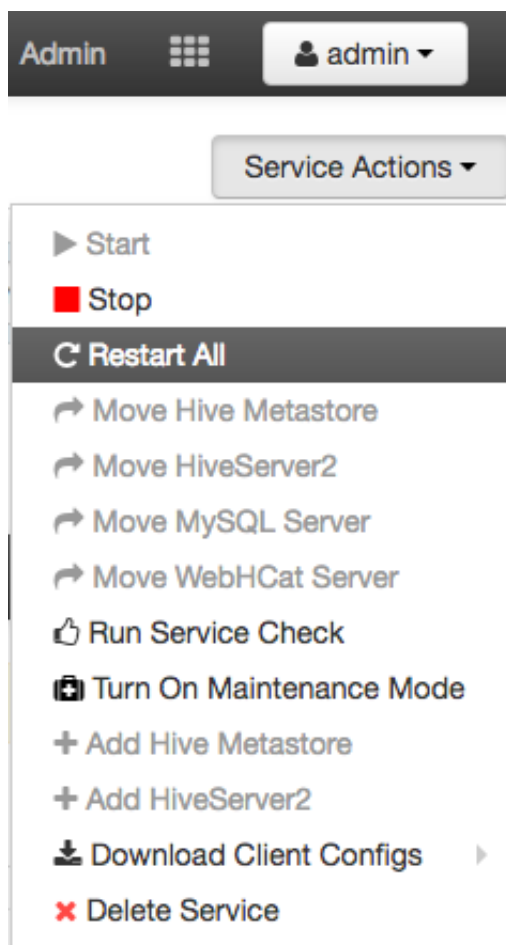 Admin admin
Service Actions
Start
Stop
Restart All
Move Hive Metastore
Move HiveServer2
Move MySQL Server
Move WebHCat Server
Run Service Check
Turn On Maintenance Mode
Add Hive Metastore
Add HiveServer2
Download Client Configs
Delete Service